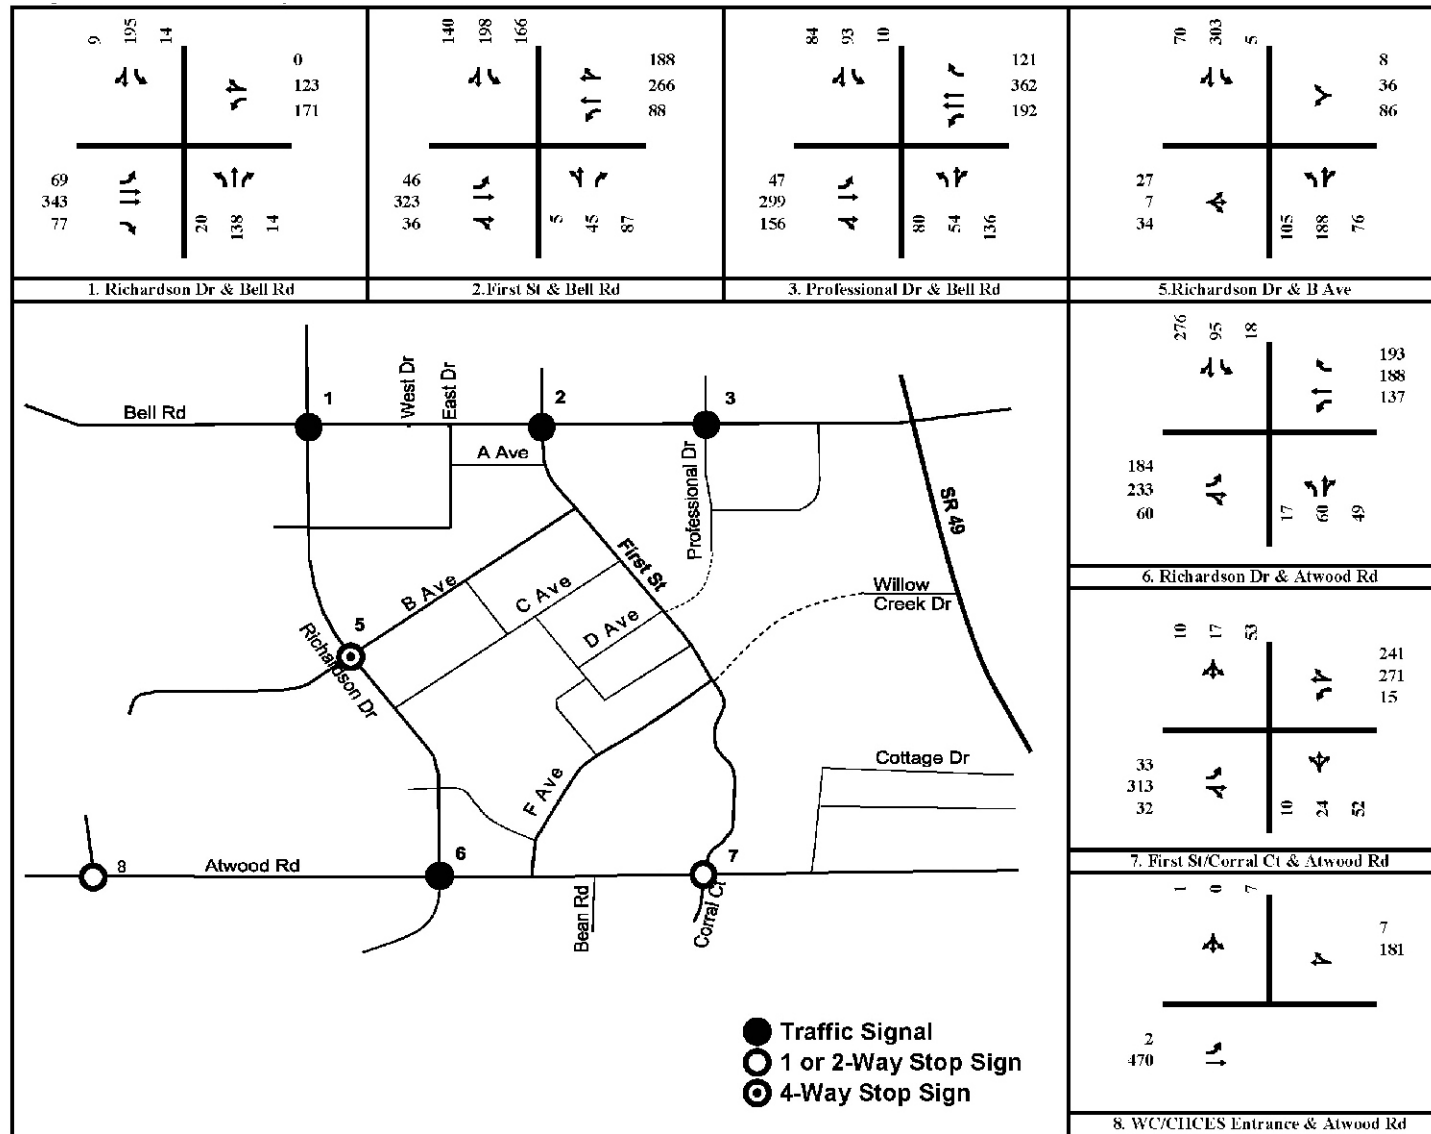 9 195 14
0
123
171
69
343
77
20 138 14
1. Richardson Dr & Bell Rd
140 198 166
188
266
88
46
323
36
5 45 87
2.First St & Bell Rd
84 93 10
121
362
192
47
299
156
80 54 136
3. Professional Dr & Bell Rd
70 303 5
8
36
86
27
7
34
105 188 76
5.Richardson Dr & B Ave
276 95 18
193
188
137
184
233
60
17 60 49
6. Richardson Dr & Atwood Rd
10 17 53
241
271
15
33
313
32
10 24 52
7. First St/Corral Ct & Atwood Rd
1 0 7
7
181
2
470
8. WC/CHCES Entrance & Atwood Rd
Bell Rd
1
West Dr
East Dr
2
3
A Ave
Professional Dr
SR 49
First St
B Ave
C Ave
D Ave
Willow
Creek Dr
5
Richardson Dr
F Ave
Cottage Dr
8
Atwood Rd
6
7
Bean Rd
Corral Ct
Traffic Signal
1 or 2-Way Stop Sign
4-Way Stop Sign